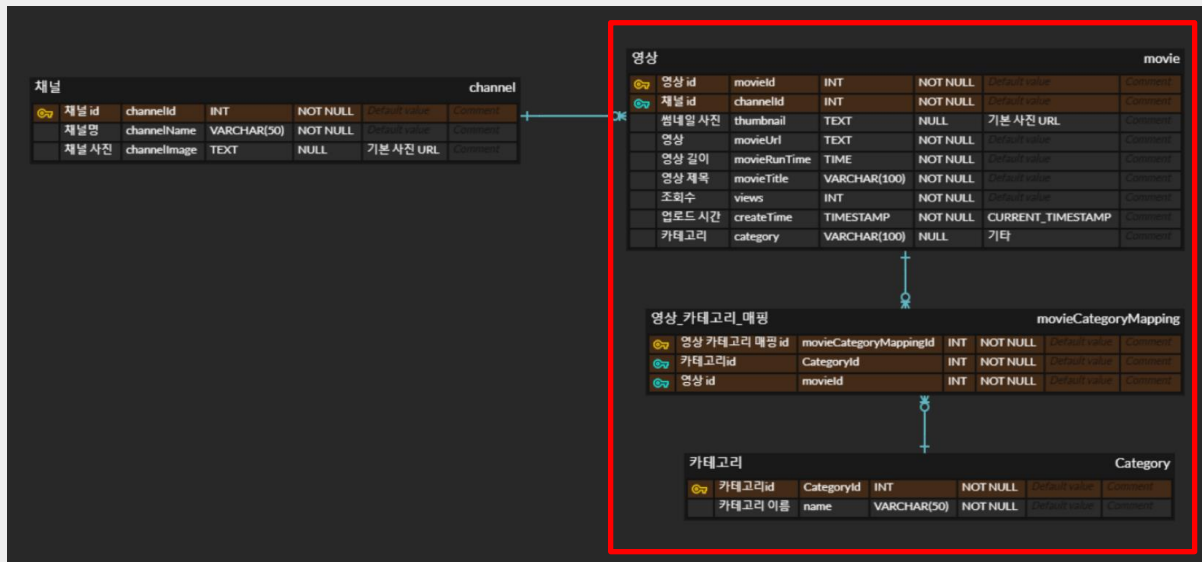 채널 channel
채널 id channelId INT NOT NULL Default value Comment
채널명 channelName VARCHAR(50) NOT NULL Default value Comment
채널 사진 channelImage TEXT NULL 기본 사진 URL Comment
영상 movie
영상 id movieId INT NOT NULL Default value Comment
채널 id channelId INT NOT NULL Default value Comment
썸네일 사진 thumbnail TEXT NULL 기본 사진 URL Comment
영상 movieUrl TEXT NOT NULL Default value Comment
영상 길이 movieRunTime TIME NOT NULL Default value Comment
영상 제목 movieTitle VARCHAR(100) NOT NULL Default value Comment
조회수 views INT NOT NULL Default value Comment
업로드 시간 createTime TIMESTAMP NOT NULL CURRENT_TIMESTAMP Comment
카테고리 category VARCHAR(100) NULL 기타 Comment
영상_카테고리_매핑 movieCategoryMapping
영상 카테고리 매핑 id movieCategoryMappingId INT NOT NULL Default value Comment
카테고리id CategoryId INT NOT NULL Default value Comment
영상 id movieId INT NOT NULL Default value Comment
카테고리 Category
카테고리id CategoryId INT NOT NULL Default value Comment
카테고리 이름 name VARCHAR(50) NOT NULL Default value Comment